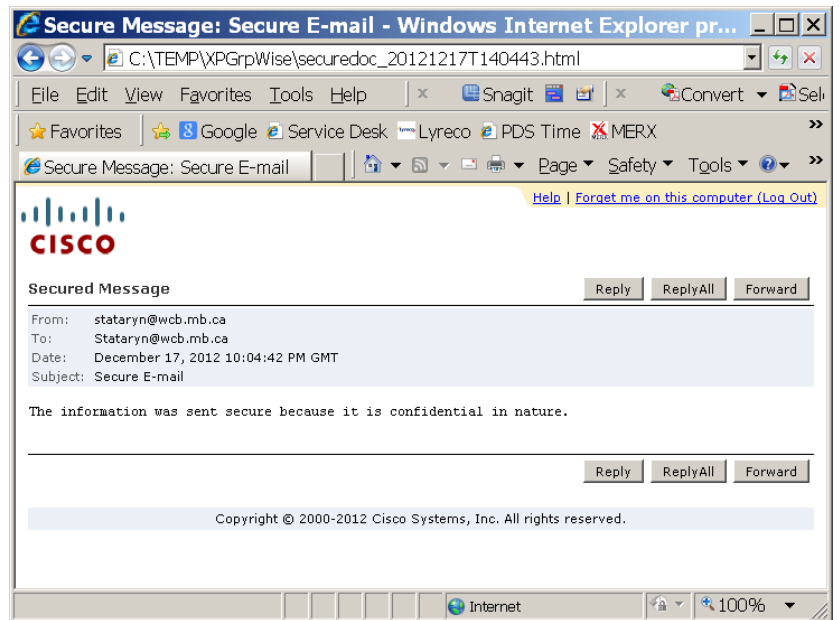 Secure Message: Secure E-mail - Windows Internet Explorer pr...
C:\TEMP\XPGrpWise\securedoc_20121217T140443.html
File Edit View Favorites Tools Help x Snagit x Convert Sel
Favorites Google Service Desk Lyreco PDS Time MERX »
Secure Message: Secure E-mail Page Safety Tools »
Help | Forget me on this computer (Log Out)
CISCO
Secured Message Reply ReplyAll Forward
From: stataryn@wcb.mb.ca
To: Stataryn@wcb.mb.ca
Date: December 17, 2012 10:04:42 PM GMT
Subject: Secure E-mail
The information was sent secure because it is confidential in nature.
Reply ReplyAll Forward
Copyright © 2000-2012 Cisco Systems, Inc. All rights reserved.
Internet 100%